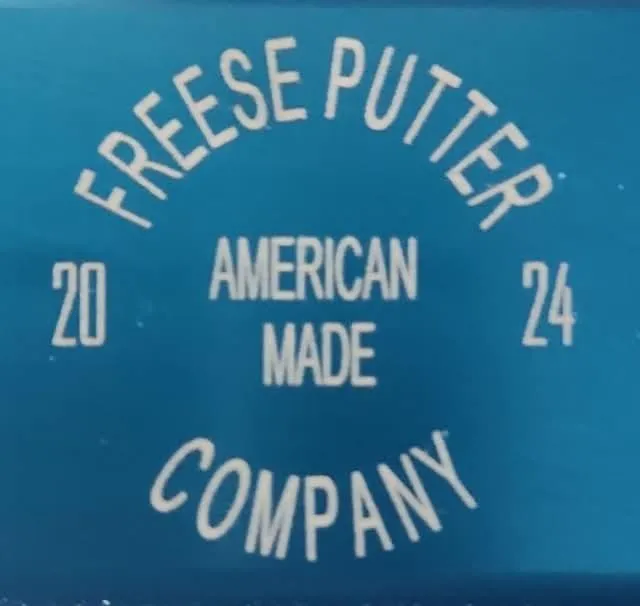 FREESE PUTTER
20 AMERICAN 24
MADE
COMPANY